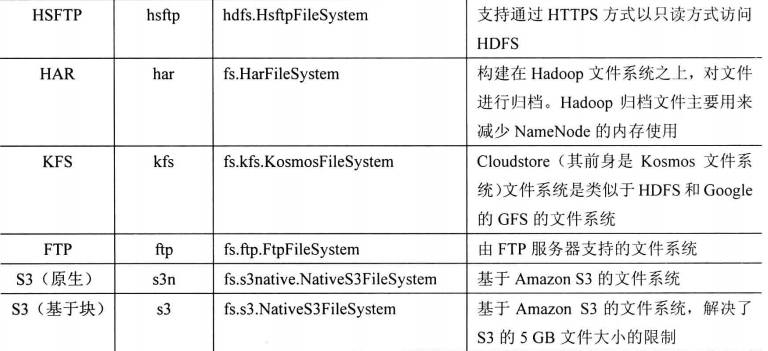 HSFTP hsftp hdfs.HsftpFileSystem 支持通过 HTTPS 方式以只读方式访问
HDFS
HAR har fs.HarFileSystem 构建在 Hadoop 文件系统之上，对文件
进行归档。Hadoop 归档文件主要用来
减少 NameNode 的内存使用
KFS kfs fs.kfs.KosmosFileSystem Cloudstore（其前身是 Kosmos 文件系
统）文件系统是类似于 HDFS 和 Google
的 GFS 的文件系统
FTP ftp fs.ftp.FtpFileSystem 由 FTP 服务器支持的文件系统
S3（原生） s3n fs.s3native.NativeS3FileSystem 基于 Amazon S3 的文件系统
S3（基于块） s3 fs.s3.NativeS3FileSystem 基于 Amazon S3 的文件系统，解决了
S3 的 5 GB 文件大小的限制